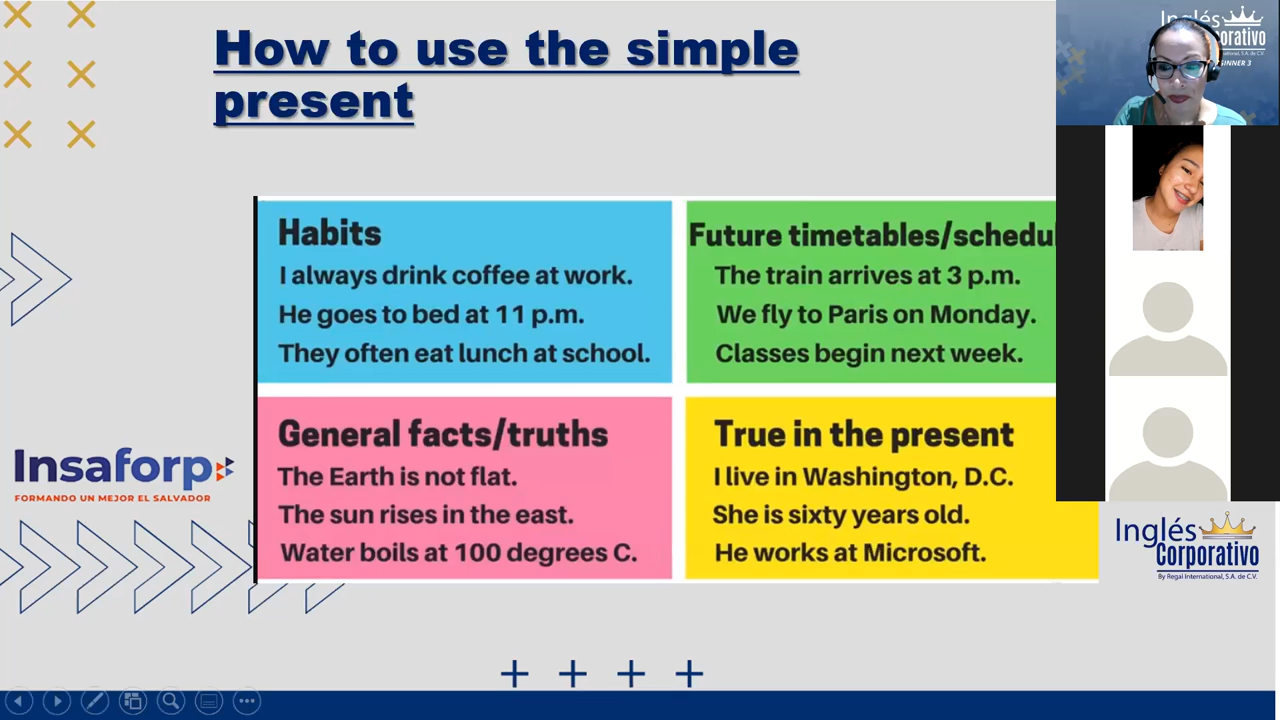 How to use the simple
present
Habits
I always drink coffee at work.
He goes to bed at 11 p.m.
They often eat lunch at school.
Future timetables/schedu
The train arrives at 3 p.m.
We fly to Paris on Monday.
Classes begin next week.
General facts/truths
The Earth is not flat.
The sun rises in the east.
Water boils at 100 degrees C.
True in the present
I live in Washington, D.C.
She is sixty years old.
He works at Microsoft.
Insaforp
FORMANDO UN MEJOR EL SALVADOR
Inglés
Corporativo
By Regal International, S.A. de C.V.
Inglés